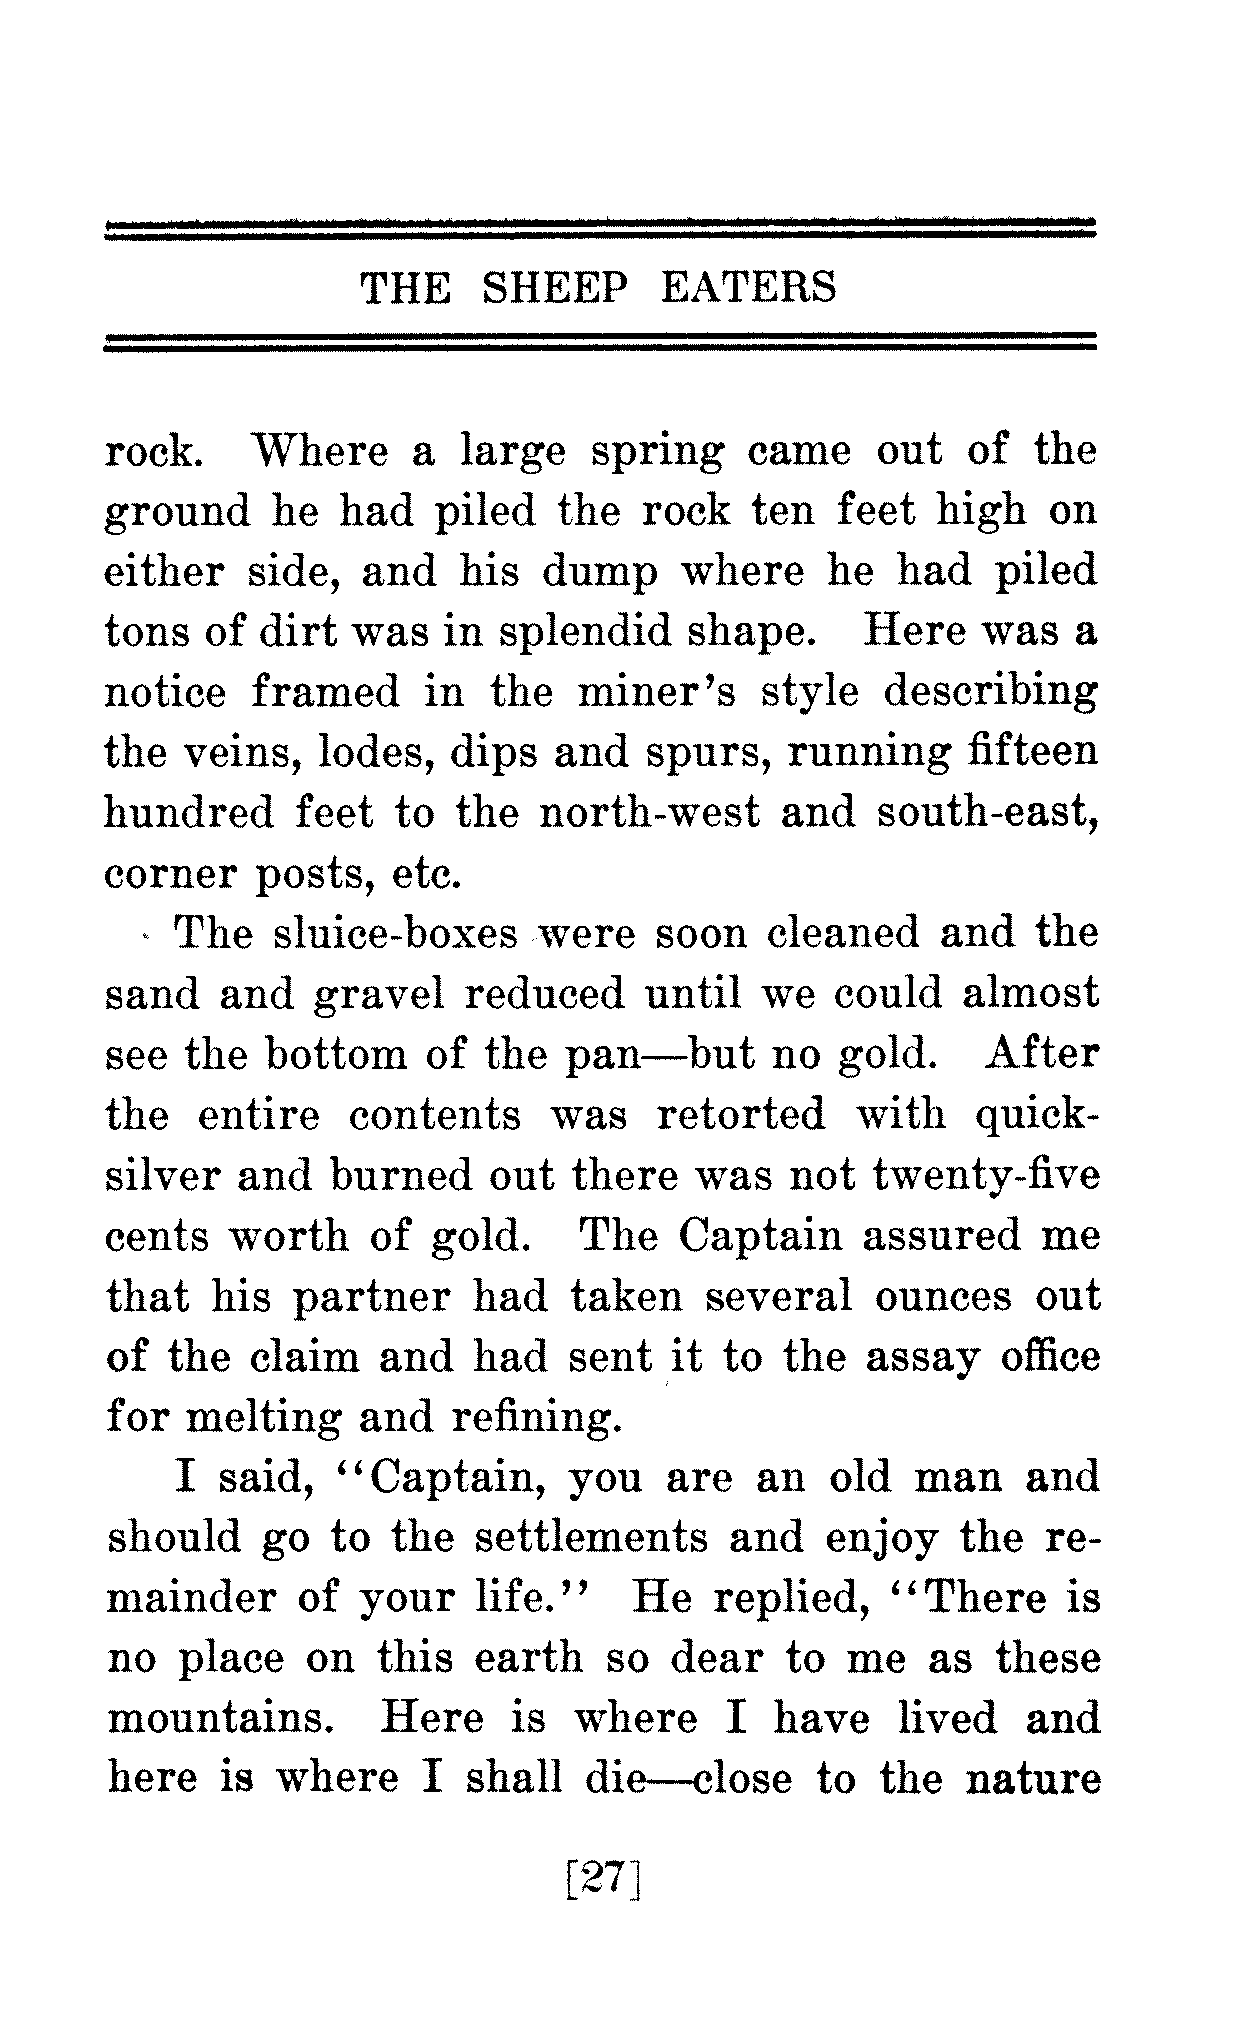 THE SHEEP EATERS
rock. Where a large spring came out of the
ground he had piled the rock ten feet high on
either side, and his dump where he had piled
tons of dirt was in splendid shape. Here was a
notice framed in the miner's style describing
the veins, lodes, dips and spurs, running fifteen
hundred feet to the north-west and south-east,
corner posts, etc.
The sluice-boxes were soon cleaned and the
sand and gravel reduced until we could almost
see the bottom of the pan—but no gold. After
the entire contents was retorted with quick-
silver and burned out there was not twenty-five
cents worth of gold. The Captain assured me
that his partner had taken several ounces out
of the claim and had sent it to the assay office
for melting and refining.
I said, "Captain, you are an old man and
should go to the settlements and enjoy the re-
mainder of your life." He replied, "There is
no place on this earth so dear to me as these
mountains. Here is where I have lived and
here is where I shall die—close to the nature
[27]